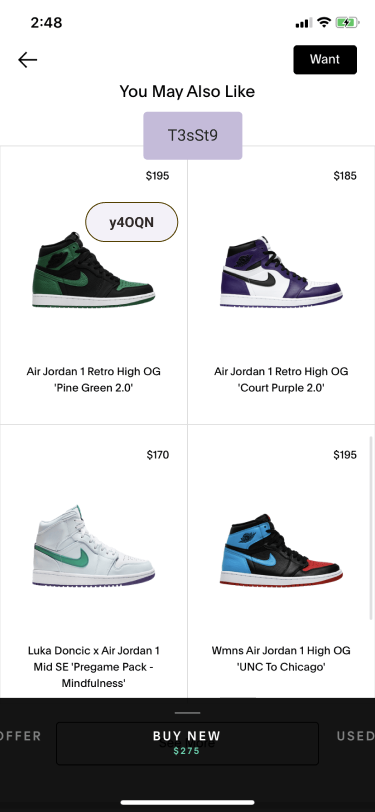 2:48
Want
You May Also Like
T3sSt9
$195
$185
y4OQN
Air Jordan 1 Retro High OG
'Pine Green 2.0'
Air Jordan 1 Retro High OG
'Court Purple 2.0'
$170
$195
Luka Doncic x Air Jordan 1
Mid SE 'Pregame Pack -
Mindfulness'
Wmns Air Jordan 1 High OG
'UNC To Chicago'
OFFER
BUY NEW
USED
$275